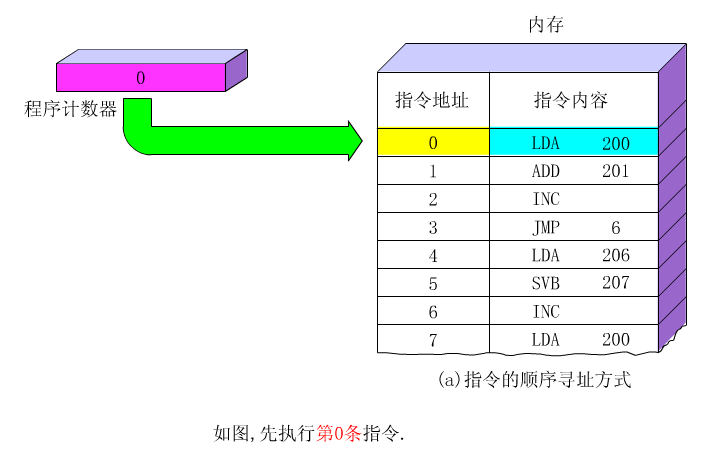 内存
0
程序计数器
指令地址 指令内容
0 LDA 200
1 ADD 201
2 INC
3 JMP 6
4 LDA 206
5 SVB 207
6 INC
7 LDA 200
(a)指令的顺序寻址方式
如图,先执行第0条指令.